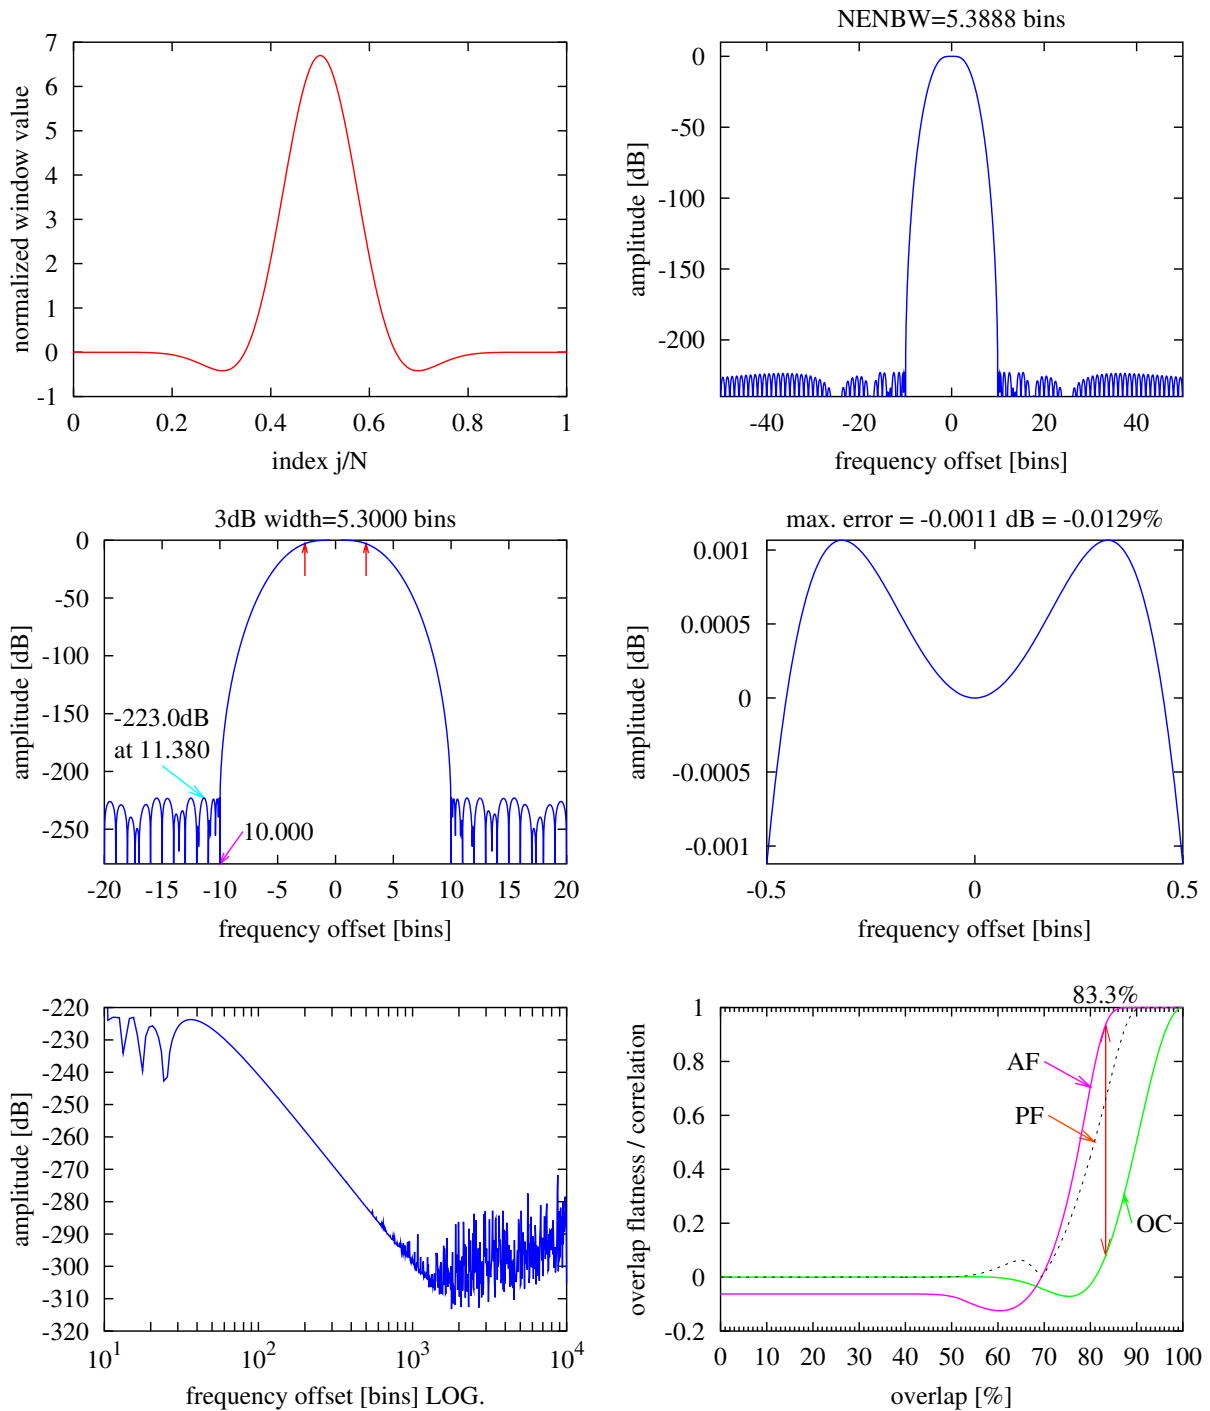 normalized window value
7
6
5
4
3
2
1
0
-1
0 0.2 0.4 0.6 0.8 1
index j/N
NENBW=5.3888 bins
amplitude [dB]
0
-50
-100
-150
-200
-40 -20 0 20 40
frequency offset [bins]
3dB width=5.3000 bins
amplitude [dB]
0
-50
-100
-150
-200
-250
-223.0dB
at 11.380
10.000
-20 -15 -10 -5 0 5 10 15 20
frequency offset [bins]
max. error = -0.0011 dB = -0.0129%
amplitude [dB]
0.001
0.0005
0
-0.0005
-0.001
-0.5 0 0.5
frequency offset [bins]
amplitude [dB]
-220
-230
-240
-250
-260
-270
-280
-290
-300
-310
-320
10^1 10^2 10^3 10^4
frequency offset [bins] LOG.
83.3%
overlap flatness / correlation
1
0.8
0.6
0.4
0.2
0
-0.2
AF
PF
OC
0 10 20 30 40 50 60 70 80 90 100
overlap [%]